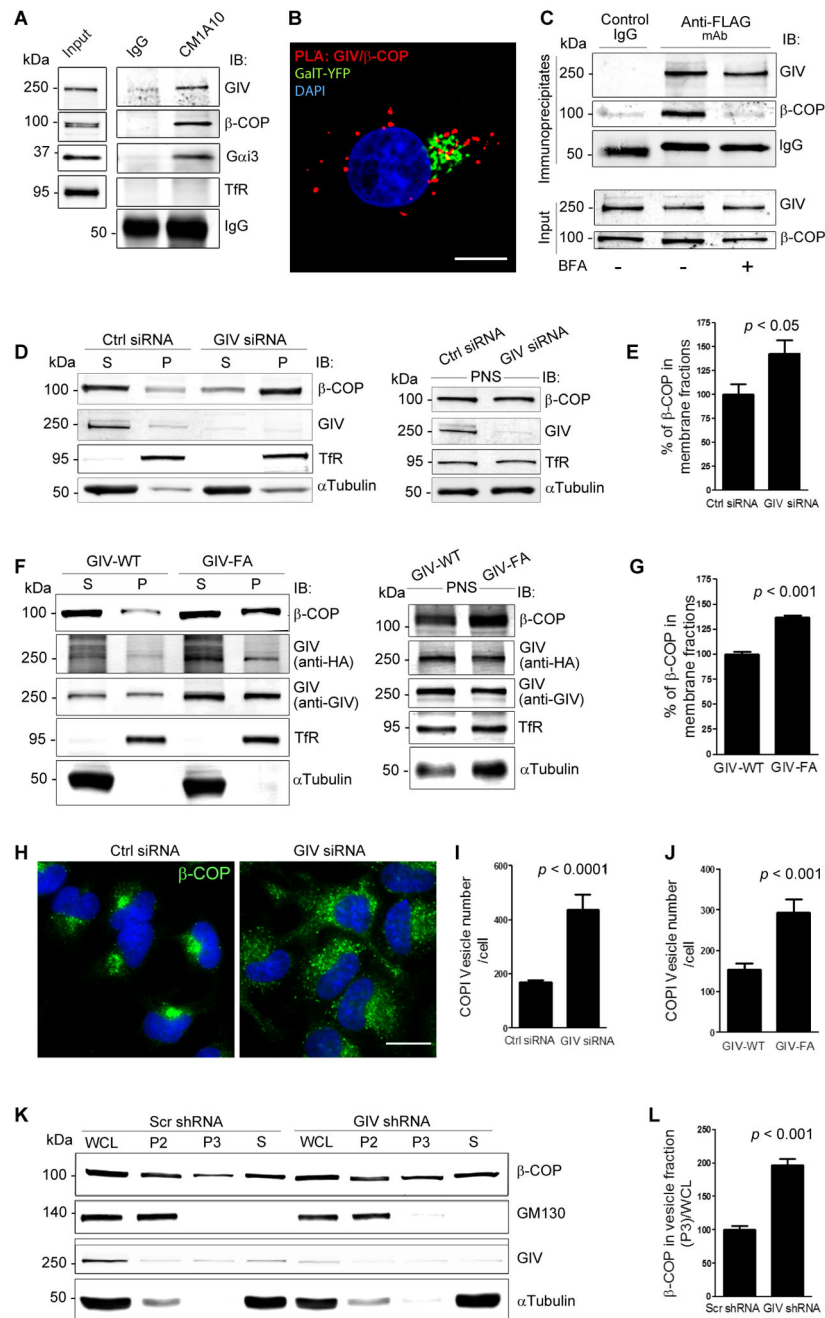 A
Input
IgG
CM1A10
kDa
IB:
250
GIV
100
β-COP
37
Gαi3
95
TfR
50
IgG
B
PLA: GIV/β-COP
GalT-YFP
DAPI
C
Control IgG
Anti-FLAG mAb
kDa
IB:
Immunoprecipitates
250
GIV
100
β-COP
50
IgG
Input
250
GIV
100
β-COP
BFA
- - +
D
Ctrl siRNA GIV siRNA
kDa S P S P IB:
100 β-COP
250 GIV
95 TfR
50 αTubulin
Ctrl siRNA GIV siRNA
kDa PNS IB:
100 β-COP
250 GIV
95 TfR
50 αTubulin
E
p < 0.05
% of β-COP in
membrane fractions
175
150
125
100
75
50
25
0
Ctrl siRNA GIV siRNA
F
GIV-WT GIV-FA
kDa S P S P IB:
100 β-COP
250 GIV
(anti-HA)
250 GIV
(anti-GIV)
95 TfR
50 αTubulin
GIV-WT GIV-FA
kDa PNS IB:
100 β-COP
250 GIV
(anti-HA)
250 GIV
(anti-GIV)
95 TfR
50 αTubulin
G
p < 0.001
% of β-COP in
membrane fractions
175
150
125
100
75
50
25
0
GIV-WT GIV-FA
H
Ctrl siRNA GIV siRNA
β-COP
I
p < 0.0001
COPI Vesicle number
/cell
600
400
200
0
Ctrl siRNA GIV siRNA
J
p < 0.001
COPI Vesicle number
/cell
400
300
200
100
0
GIV-WT GIV-FA
K
Scr shRNA GIV shRNA
kDa WCL P2 P3 S WCL P2 P3 S
100 β-COP
140 GM130
250 GIV
50 αTubulin
L
p < 0.001
β-COP in vesicle fraction
(P3)/WCL
250
200
150
100
50
0
Scr shRNA GIV shRNA